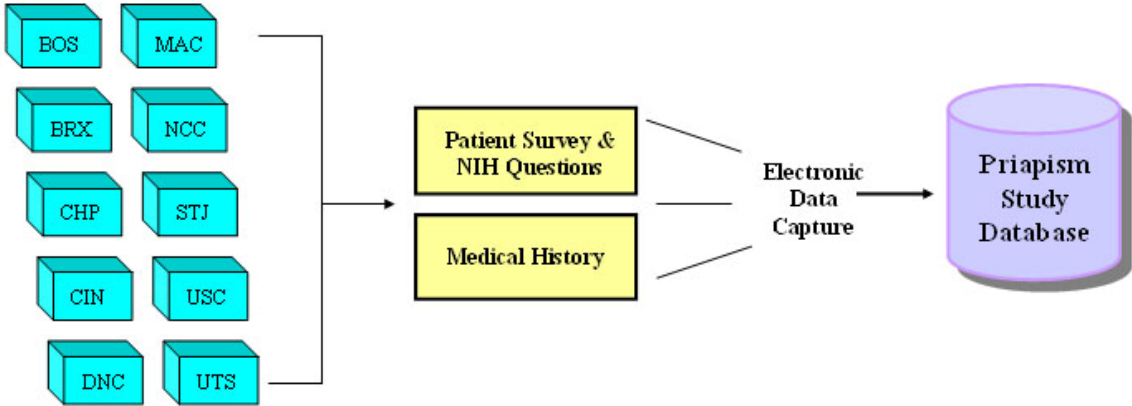 BOS
MAC
BRX
NCC
CHP
STJ
CIN
USC
DNC
UTS
Patient Survey &
NIH Questions
Medical History
Electronic
Data
Capture
Priapism
Study
Database